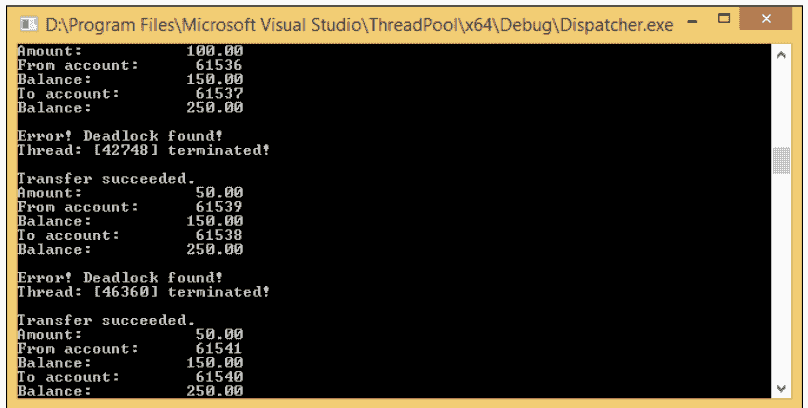 D:\Program Files\Microsoft Visual Studio\ThreadPool\x64\Debug\Dispatcher.exe
Amount: 100.00
From account: 61536
Balance: 150.00
To account: 61537
Balance: 250.00
Error! Deadlock found!
Thread: [42748] terminated!
Transfer succeeded.
Amount: 50.00
From account: 61539
Balance: 150.00
To account: 61538
Balance: 250.00
Error! Deadlock found!
Thread: [46360] terminated!
Transfer succeeded.
Amount: 50.00
From account: 61541
Balance: 150.00
To account: 61540
Balance: 250.00